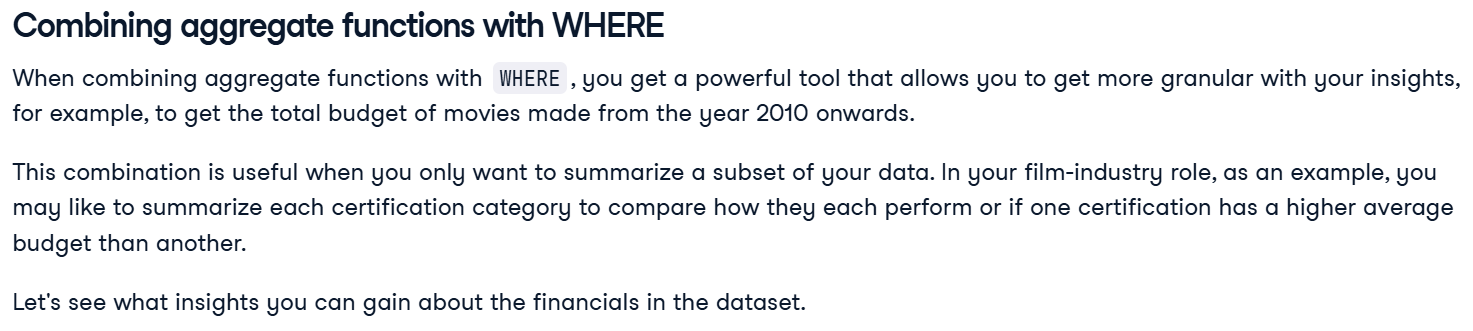 Combining aggregate functions with WHERE
When combining aggregate functions with WHERE, you get a powerful tool that allows you to get more granular with your insights,
for example, to get the total budget of movies made from the year 2010 onwards.
This combination is useful when you only want to summarize a subset of your data. In your film-industry role, as an example, you
may like to summarize each certification category to compare how they each perform or if one certification has a higher average
budget than another.
Let's see what insights you can gain about the financials in the dataset.